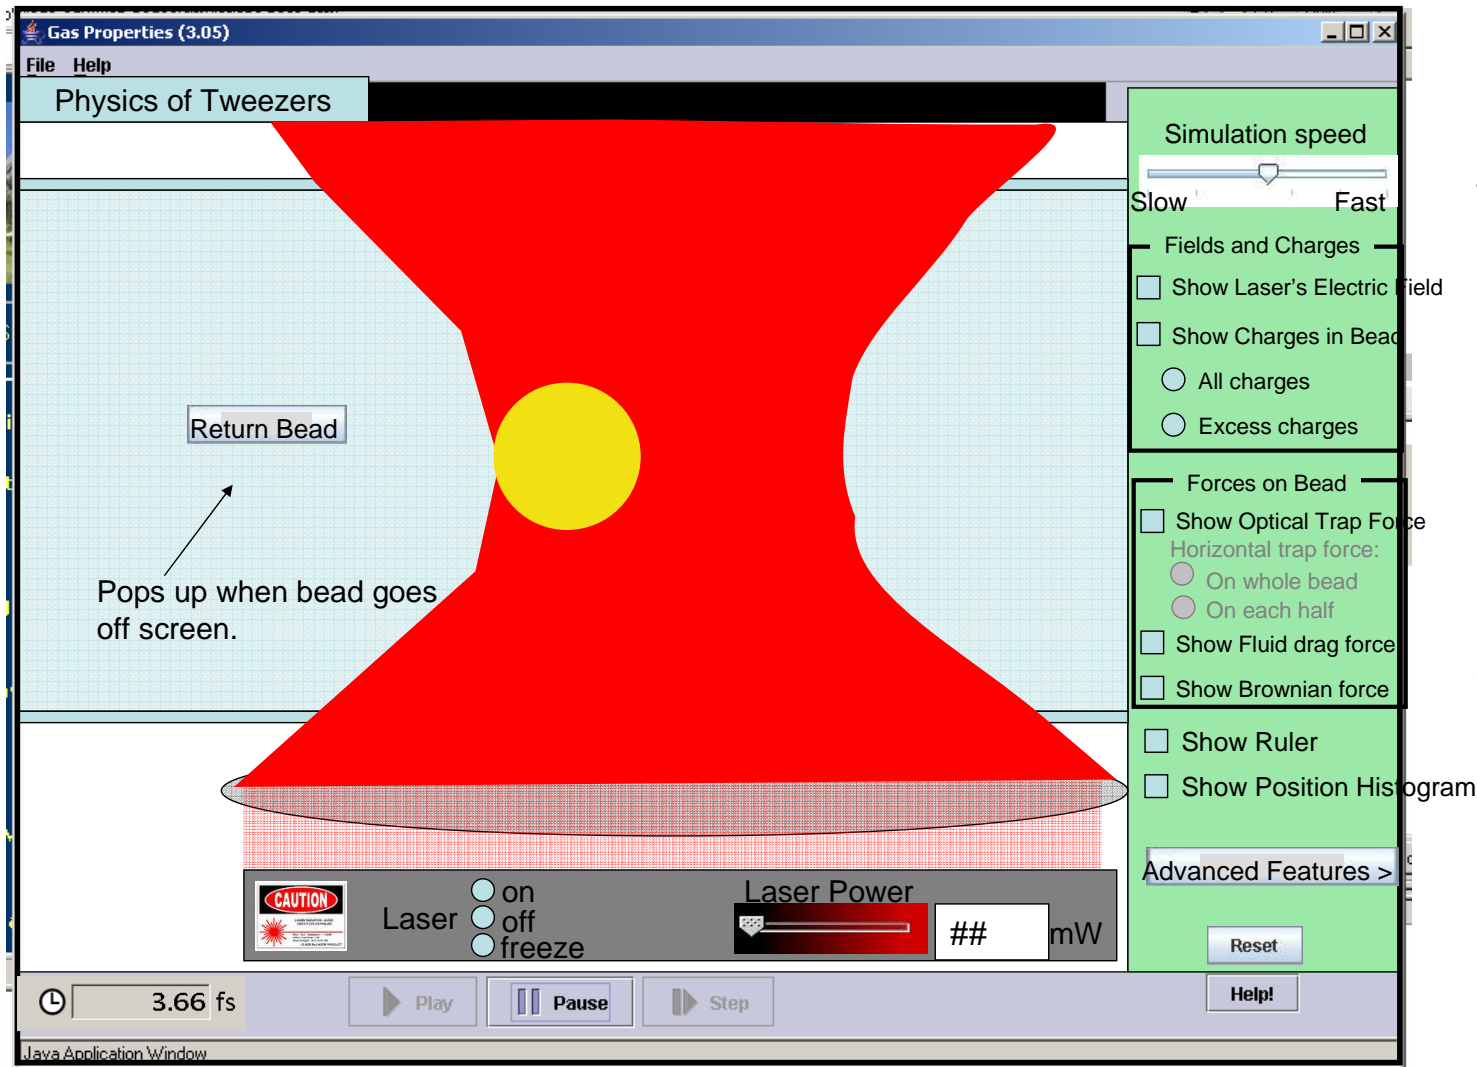 Gas Properties (3.05)
File Help
Physics of Tweezers
Simulation speed
Slow Fast
Fields and Charges
Show Laser's Electric Field
Show Charges in Bead
All charges
Excess charges
Return Bead
Pops up when bead goes
off screen.
Forces on Bead
Show Optical Trap Force
Horizontal trap force:
On whole bead
On each half
Show Fluid drag force
Show Brownian force
Show Ruler
Show Position Histogram
Advanced Features >
CAUTION
Laser
on
off
freeze
Laser Power
## mW
Reset
Help!
3.66 fs
Play
Pause
Step
Java Application Window